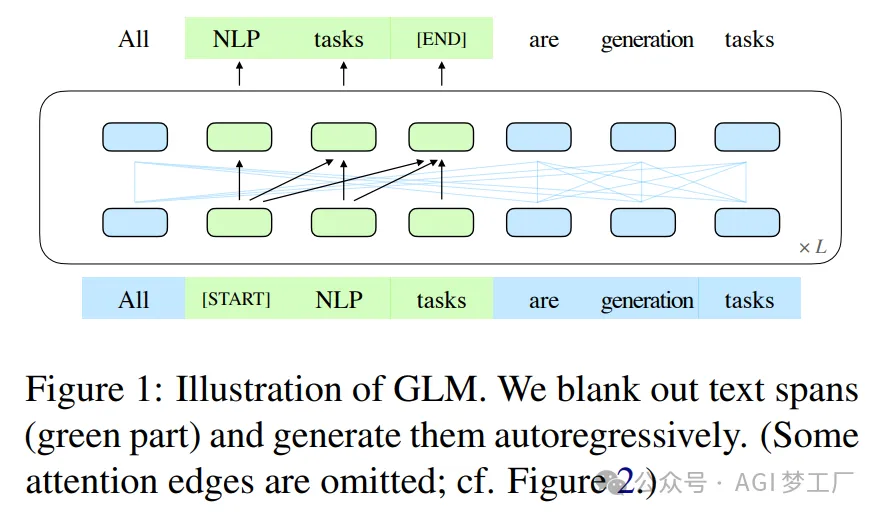 All NLP tasks [END] are generation tasks
× L
All [START] NLP tasks are generation tasks
Figure 1: Illustration of GLM. We blank out text spans
(green part) and generate them autoregressively. (Some
attention edges are omitted; cf. Figure 2.)
公众号 · AGI梦工厂